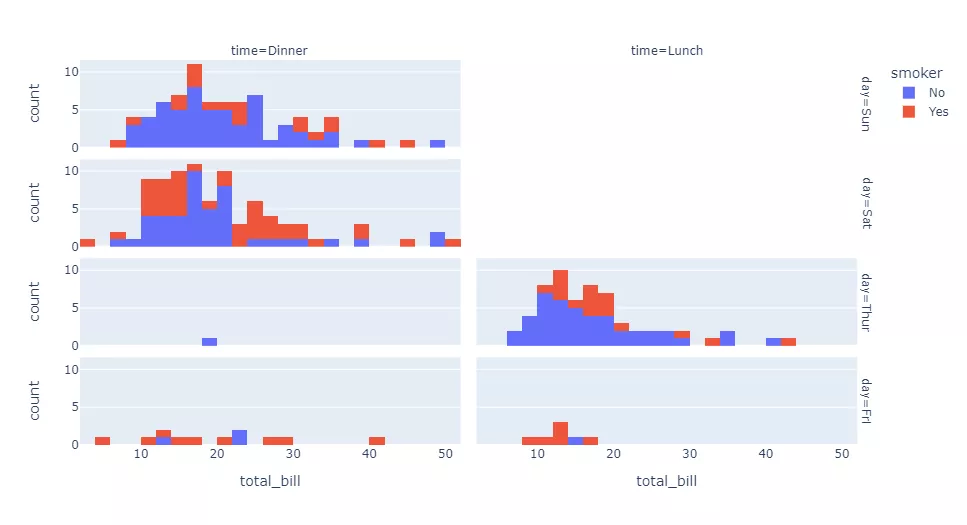 time=Dinner
time=Lunch
smoker
No
Yes
10
5
0
count
day=Sun
10
5
0
count
day=Sat
10
5
0
count
day=Thur
10
5
0
count
day=Fri
10
20
30
40
50
10
20
30
40
50
total_bill
total_bill